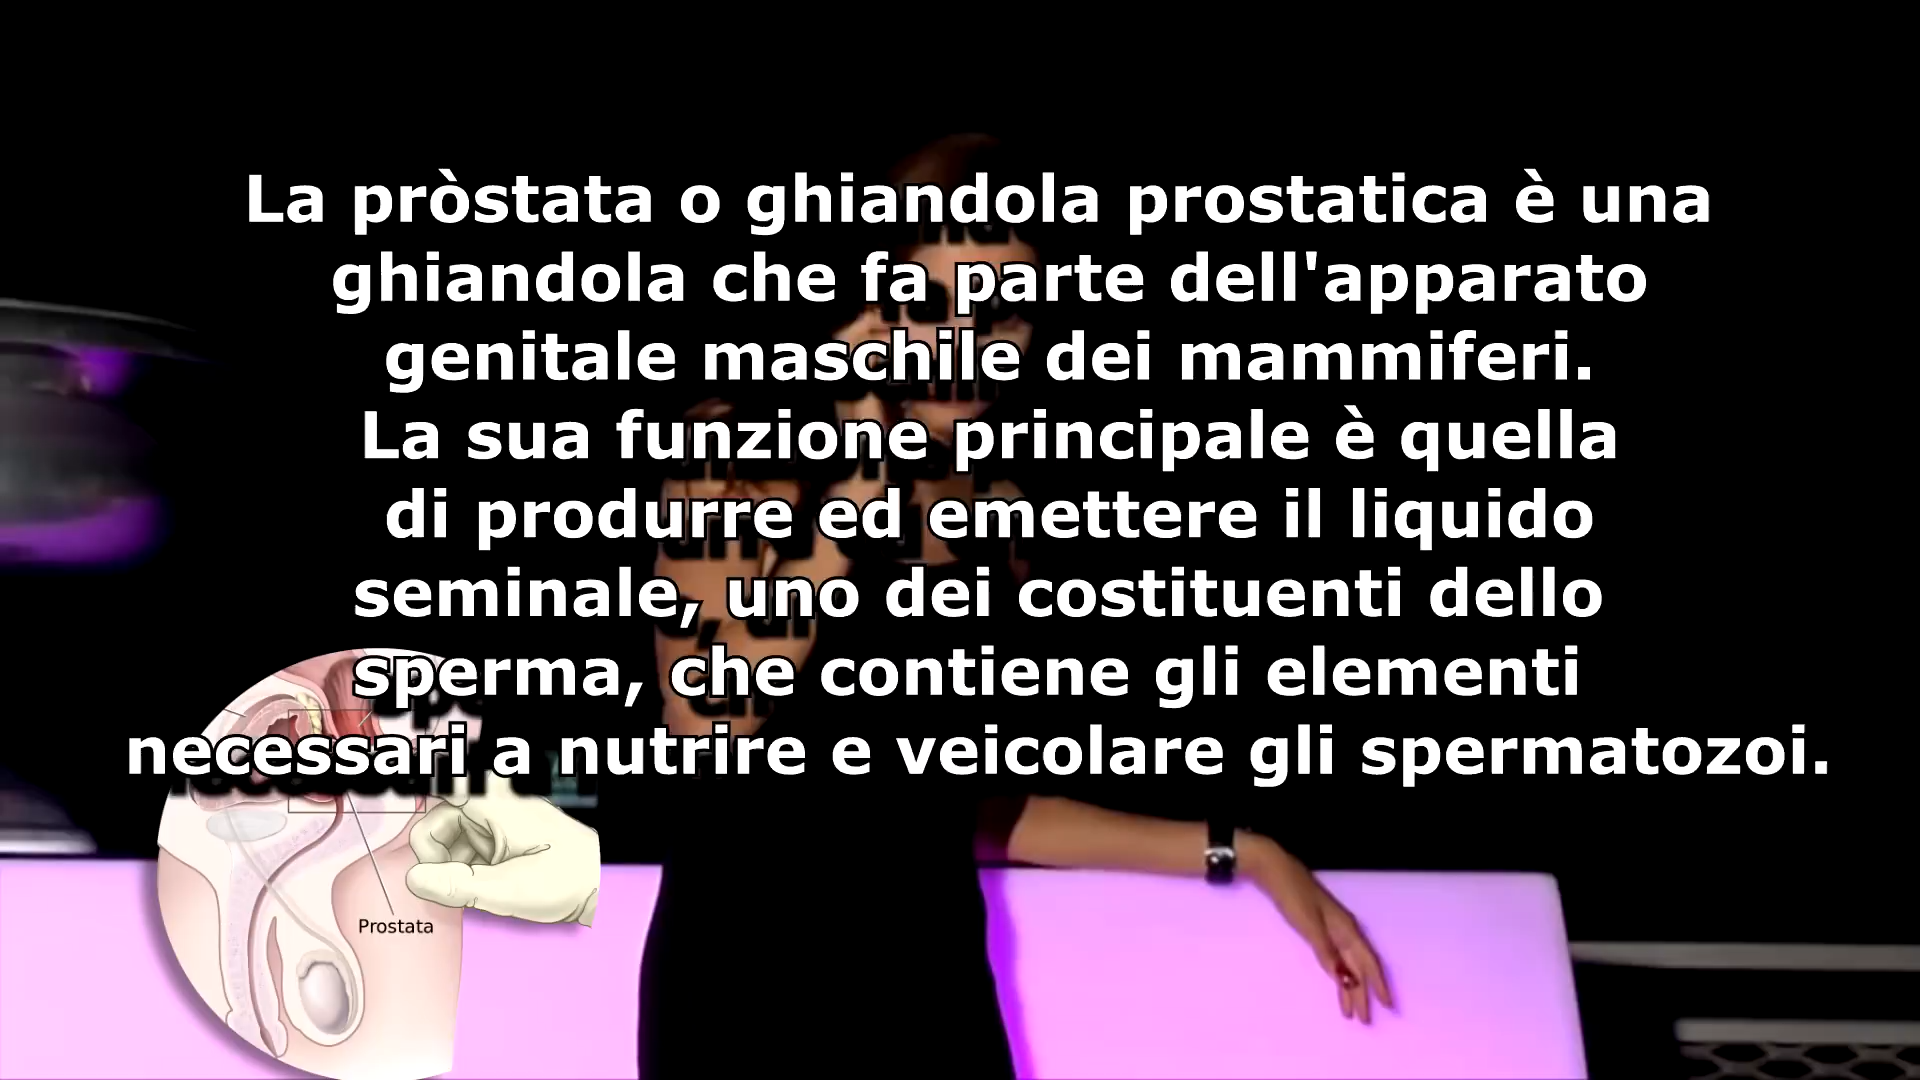 La pròstata o ghiandola prostatica è una
ghiandola che fa parte dell'apparato
genitale maschile dei mammiferi.
La sua funzione principale è quella
di produrre ed emettere il liquido
seminale, uno dei costituenti dello
sperma, che contiene gli elementi
necessari a nutrire e veicolare gli spermatozoi.
Prostata